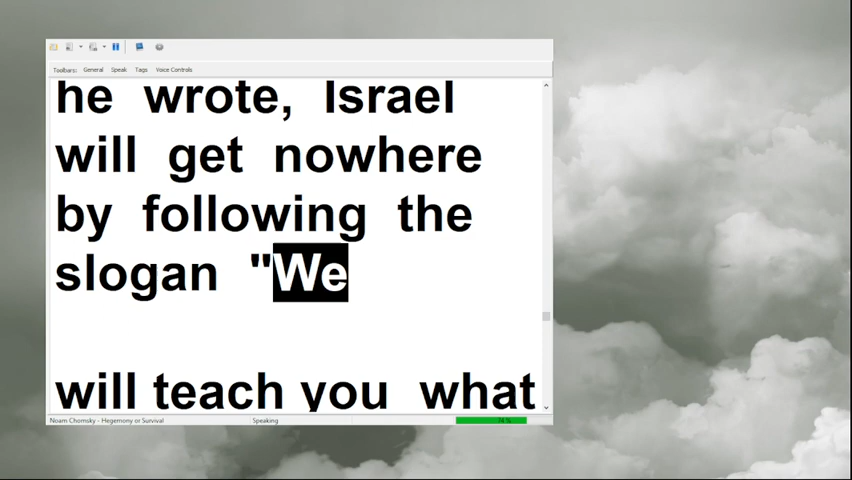 Toolbars: General Speak Tags Voice Controls
he wrote, Israel
will get nowhere
by following the
slogan "We
will teach you what
Noam Chomsky - Hegemony or Survival Speaking 74 %